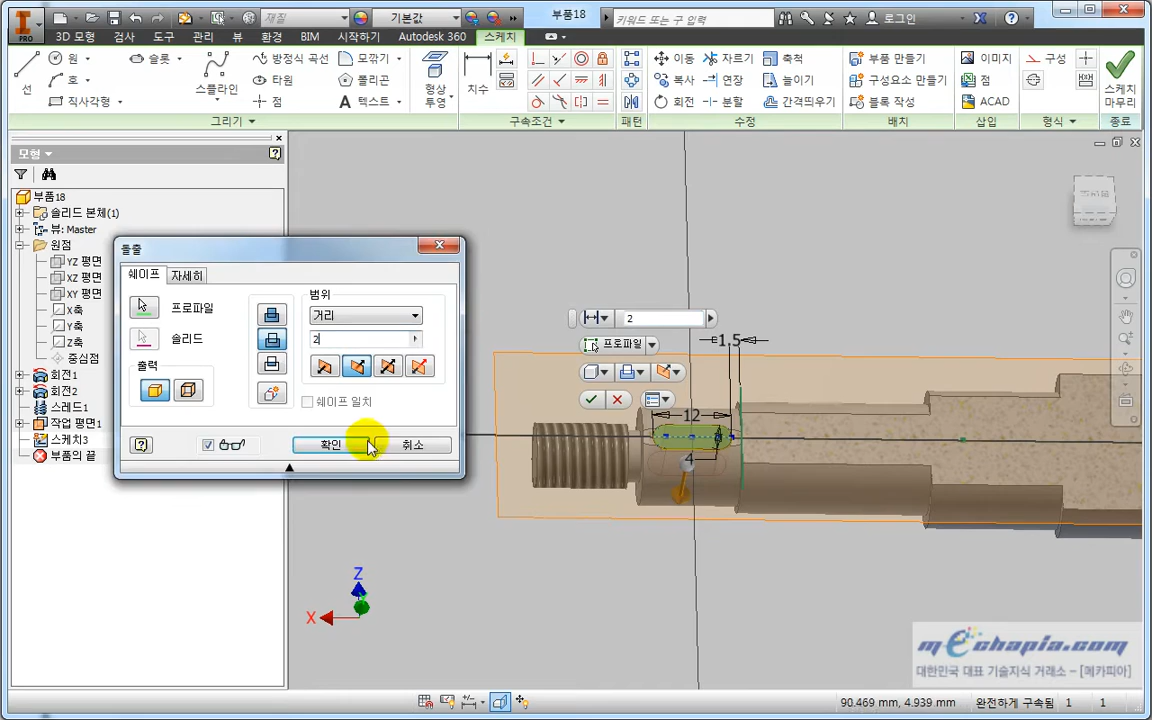 재질
기본값
부품18
키워드 또는 구 입력
로그인
PRO
3D 모형
검사
도구
관리
뷰
환경
BIM
시작하기
Autodesk 360
스케치
선
원
호
직사각형
슬롯
스플라인
방정식 곡선
타원
점
모깎기
폴리곤
텍스트
형상
투영
치수
이동
복사
회전
자르기
연장
분할
축척
늘이기
간격띄우기
부품 만들기
구성요소 만들기
블록 작성
이미지
점
ACAD
구성
스케치
마무리
그리기
구속조건
패턴
수정
배치
삽입
형식
종료
모형
부품18
솔리드 본체(1)
뷰: Master
원점
YZ 평면
XZ 평면
XY 평면
X축
Y축
Z축
중심점
회전1
회전2
스레드1
작업 평면1
스케치3
부품의 끝
돌출
쉐이프
자세히
프로파일
솔리드
출력
범위
거리
2
쉐이프 일치
확인
취소
2
프로파일
1.5
12
4
Z
X
mechapia.com
대한민국 대표 기술지식 거래소 – [메카피아]
90.469 mm, 4.939 mm
완전하게 구속됨
1
1